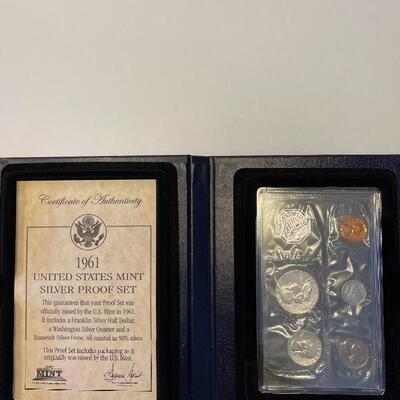 Certificate of Authenticity
1961
UNITED STATES MINT
SILVER PROOF SET
This guarantees that your Proof Set was
officially issued by the U.S. Mint in 1961.
It includes a Franklin Silver Half Dollar,
a Washington Silver Quarter and a
Roosevelt Silver Dime, all minted in 90% silver.
This Proof Set includes packaging as it
originally was issued by the U.S. Mint.
MINT